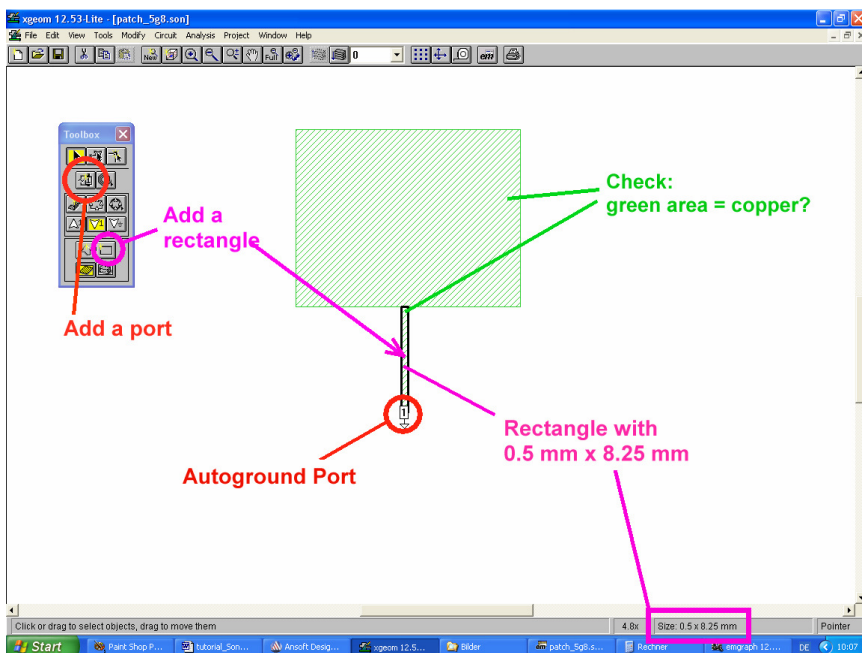 xgeom 12.53-Lite - [patch_5g8.son]
File Edit View Tools Modify Circuit Analysis Project Window Help
New Full 0 em
Toolbox
Check:
green area = copper?
Add a
rectangle
Add a port
1
Rectangle with
0.5 mm x 8.25 mm
Autoground Port
Click or drag to select objects, drag to move them 4.8x Size: 0.5 x 8.25 mm Pointer
Start Paint Shop P... tutorial_Son... Ansoft Desig... xgeom 12.5... Bilder patch_5g8.s... Rechner emgraph 12.... DE 10:07